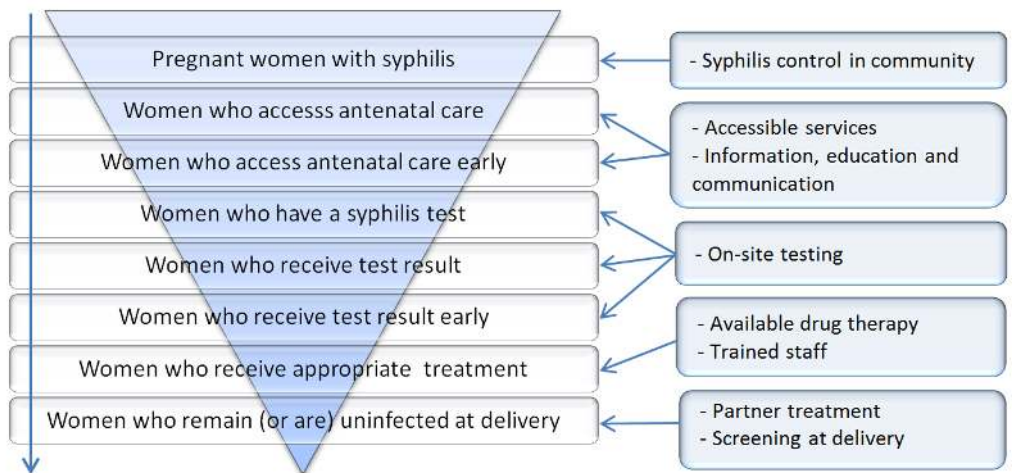 Pregnant women with syphilis
Women who accesss antenatal care
Women who access antenatal care early
Women who have a syphilis test
Women who receive test result
Women who receive test result early
Women who receive appropriate treatment
Women who remain (or are) uninfected at delivery
- Syphilis control in community
- Accessible services
- Information, education and
communication
- On-site testing
- Available drug therapy
- Trained staff
- Partner treatment
- Screening at delivery